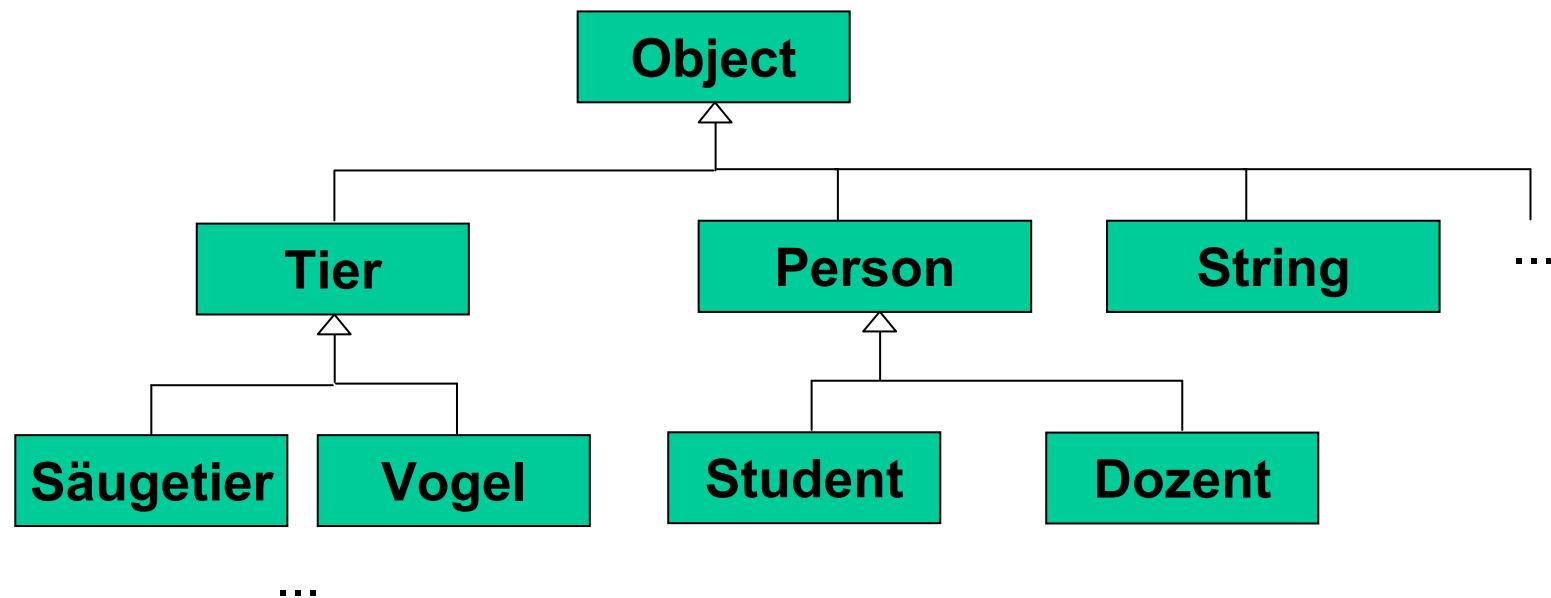 Object
Tier
Person
String
...
Säugetier
Vogel
Student
Dozent
...